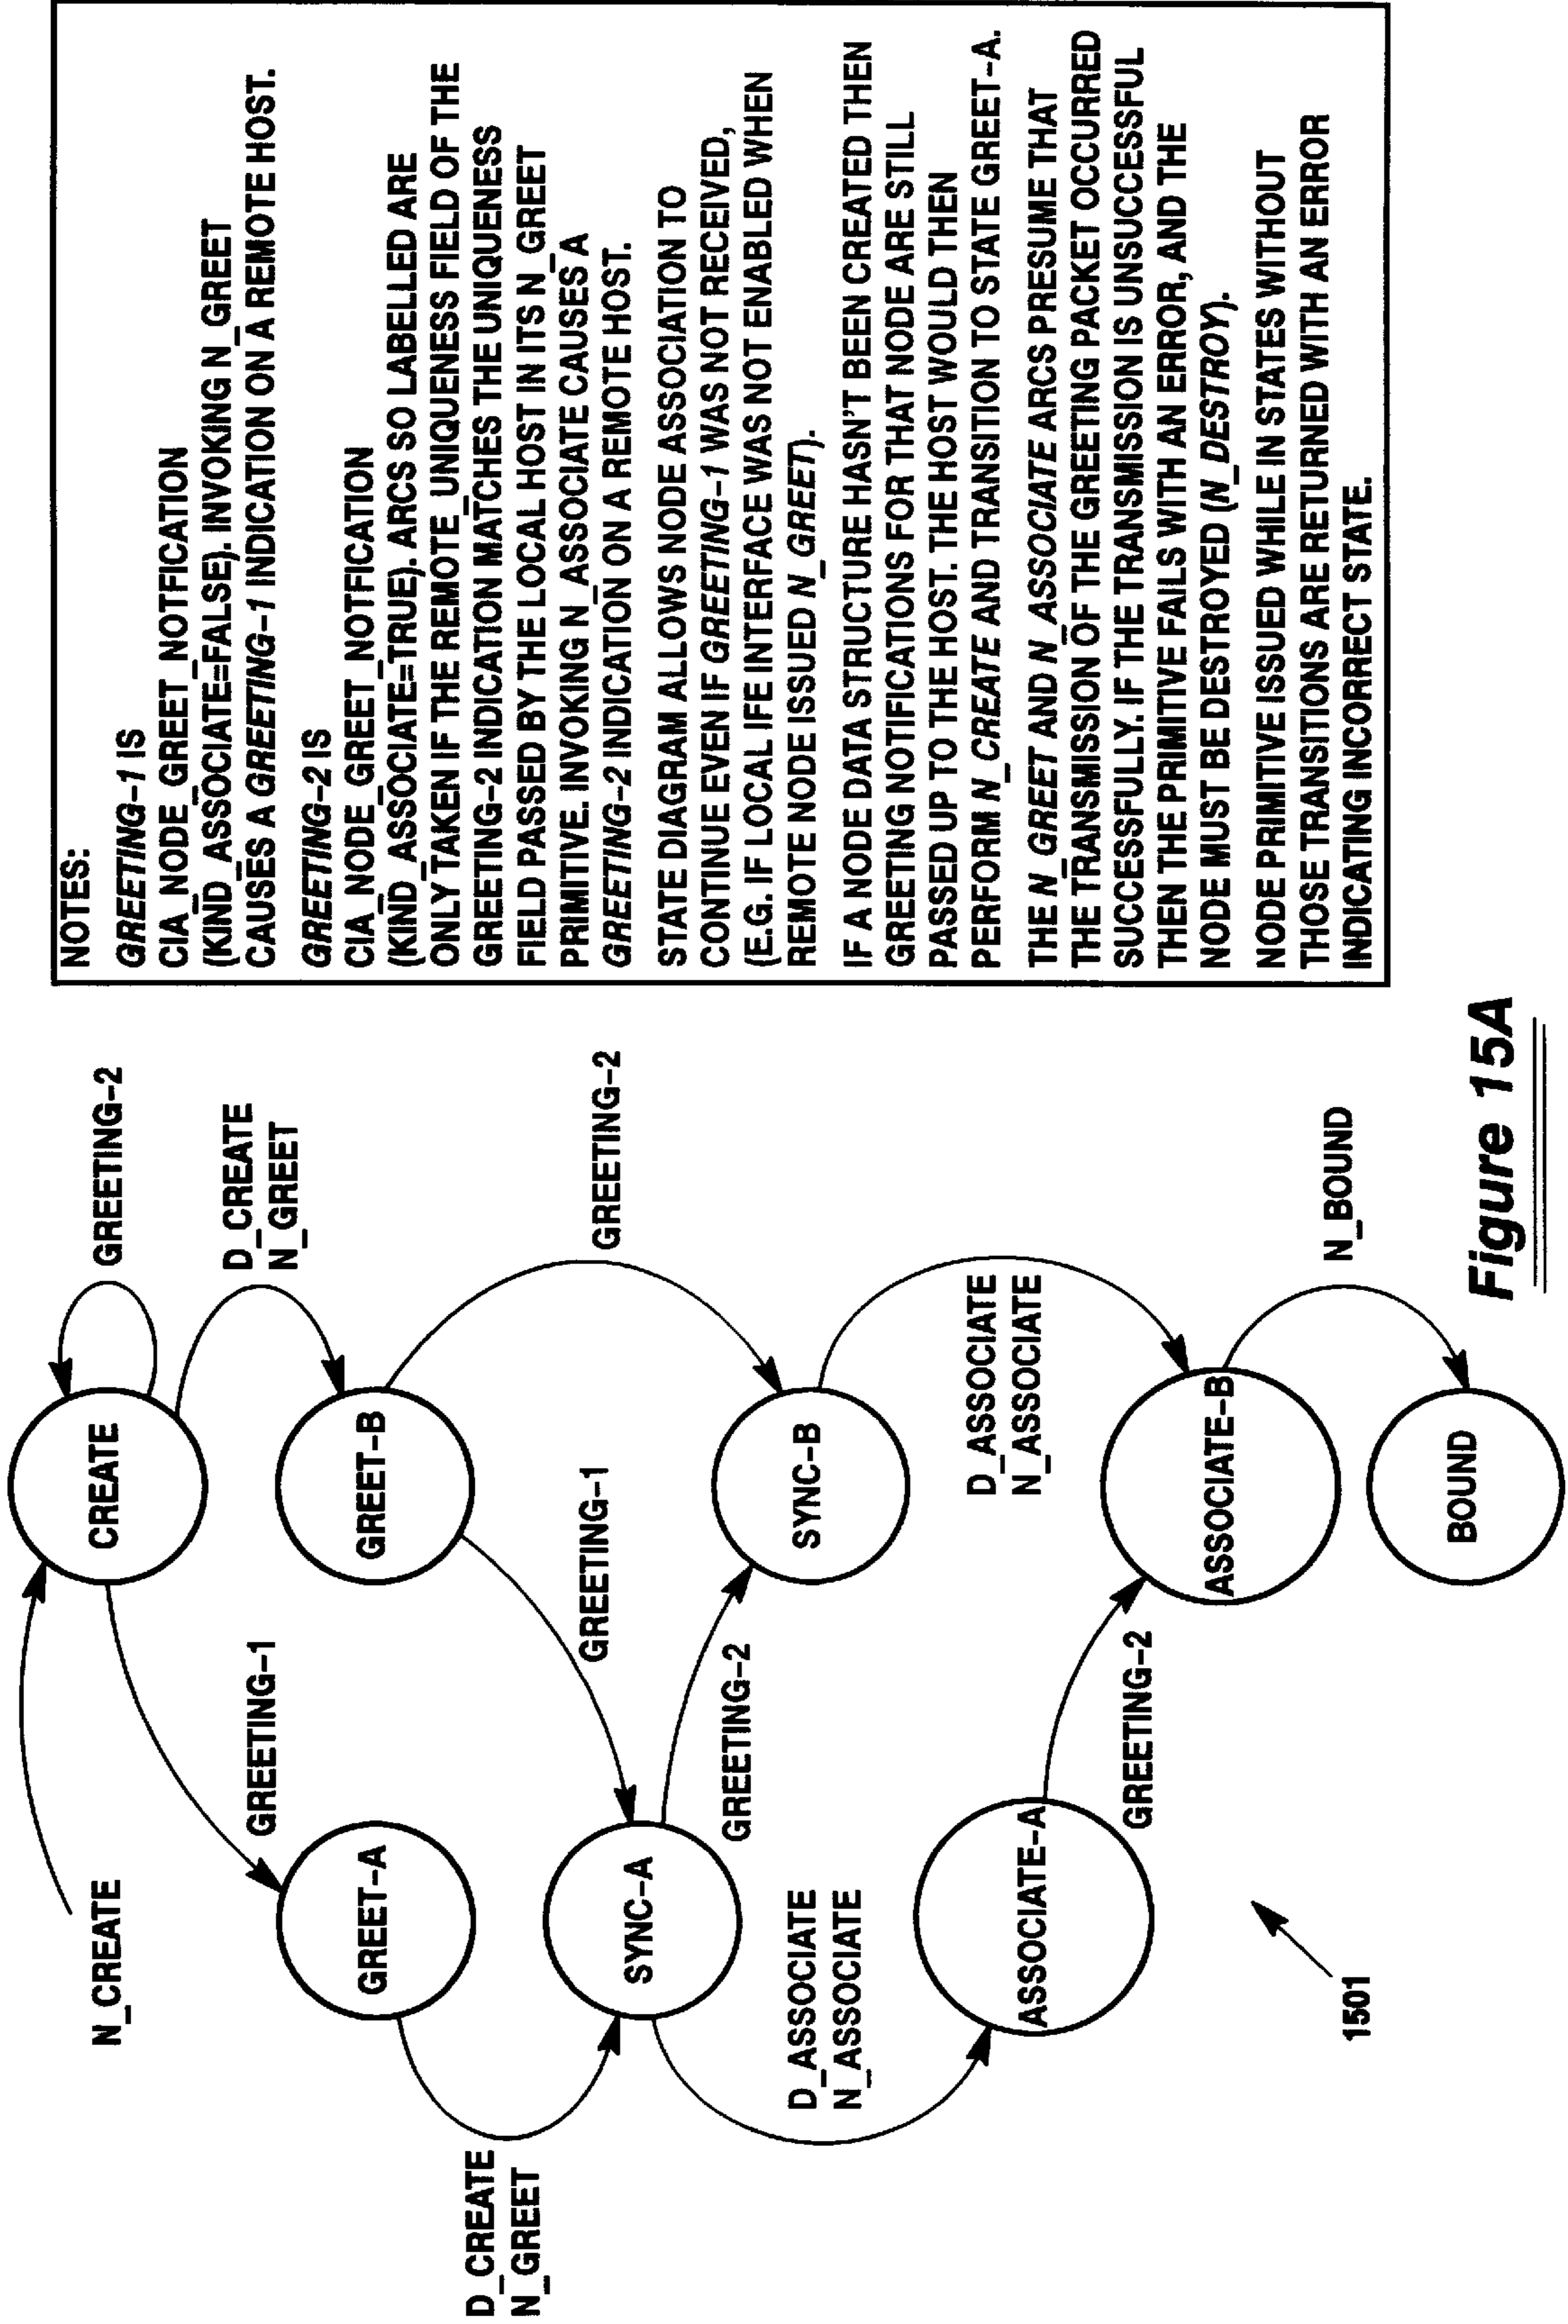 N_CREATE
CREATE
GREETING-2
GREETING-1
D_CREATE
N_GREET
GREET-A
GREET-B
D_CREATE
N_GREET
GREETING-1
GREETING-2
SYNC-A
GREETING-2
SYNC-B
D_ASSOCIATE
N_ASSOCIATE
D_ASSOCIATE
N_ASSOCIATE
ASSOCIATE-A
GREETING-2
ASSOCIATE-B
N_BOUND
BOUND
1501
NOTES:
GREETING-1 IS
CIA_NODE_GREET_NOTIFICATION
(KIND_ASSOCIATE=FALSE). INVOKING N_GREET
CAUSES A GREETING-1 INDICATION ON A REMOTE HOST.
GREETING-2 IS
CIA_NODE_GREET_NOTIFICATION
(KIND_ASSOCIATE=TRUE). ARCS SO LABELLED ARE
ONLY TAKEN IF THE REMOTE_UNIQUENESS FIELD OF THE
GREETING-2 INDICATION MATCHES THE UNIQUENESS
FIELD PASSED BY THE LOCAL HOST IN ITS N_GREET
PRIMITIVE. INVOKING N_ASSOCIATE CAUSES A
GREETING-2 INDICATION ON A REMOTE HOST.
STATE DIAGRAM ALLOWS NODE ASSOCIATION TO
CONTINUE EVEN IF GREETING-1 WAS NOT RECEIVED,
(E.G. IF LOCAL IFE INTERFACE WAS NOT ENABLED WHEN
REMOTE NODE ISSUED N_GREET).
IF A NODE DATA STRUCTURE HASN'T BEEN CREATED THEN
GREETING NOTIFICATIONS FOR THAT NODE ARE STILL
PASSED UP TO THE HOST. THE HOST WOULD THEN
PERFORM N_CREATE AND TRANSITION TO STATE GREET-A.
THE N_GREET AND N_ASSOCIATE ARCS PRESUME THAT
THE TRANSMISSION OF THE GREETING PACKET OCCURRED
SUCCESSFULLY. IF THE TRANSMISSION IS UNSUCCESSFUL
THEN THE PRIMITIVE FAILS WITH AN ERROR, AND THE
NODE MUST BE DESTROYED (N_DESTROY).
NODE PRIMITIVE ISSUED WHILE IN STATES WITHOUT
THOSE TRANSITIONS ARE RETURNED WITH AN ERROR
INDICATING INCORRECT STATE.
Figure 15A